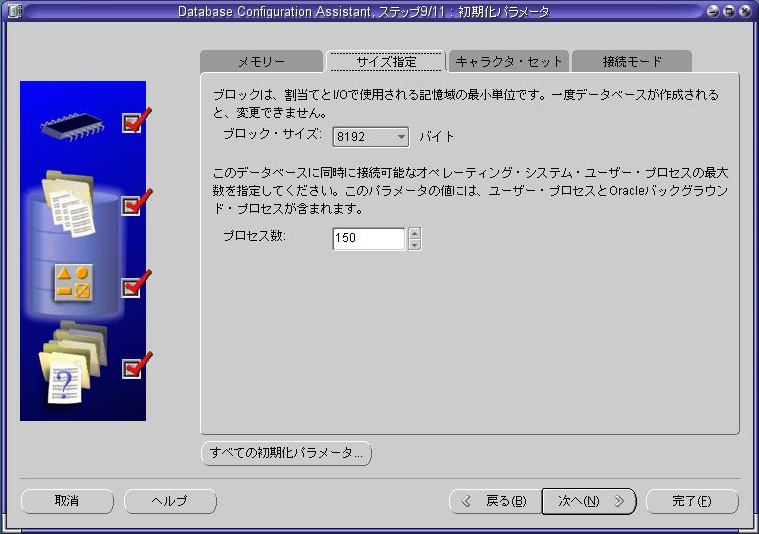 Database Configuration Assistant, ステップ9/11 : 初期化パラメータ
メモリー
サイズ指定
キャラクタ・セット
接続モード
ブロックは、割当てとI/Oで使用される記憶域の最小単位です。一度データベースが作成される
と、変更できません。
ブロック・サイズ: 8192 バイト
このデータベースに同時に接続可能なオペレーティング・システム・ユーザー・プロセスの最大
数を指定してください。このパラメータの値には、ユーザー・プロセスとOracleバックグラウン
ド・プロセスが含まれます。
プロセス数: 150
?
すべての初期化パラメータ...
取消
ヘルプ
戻る(B)
次へ(N)
完了(F)